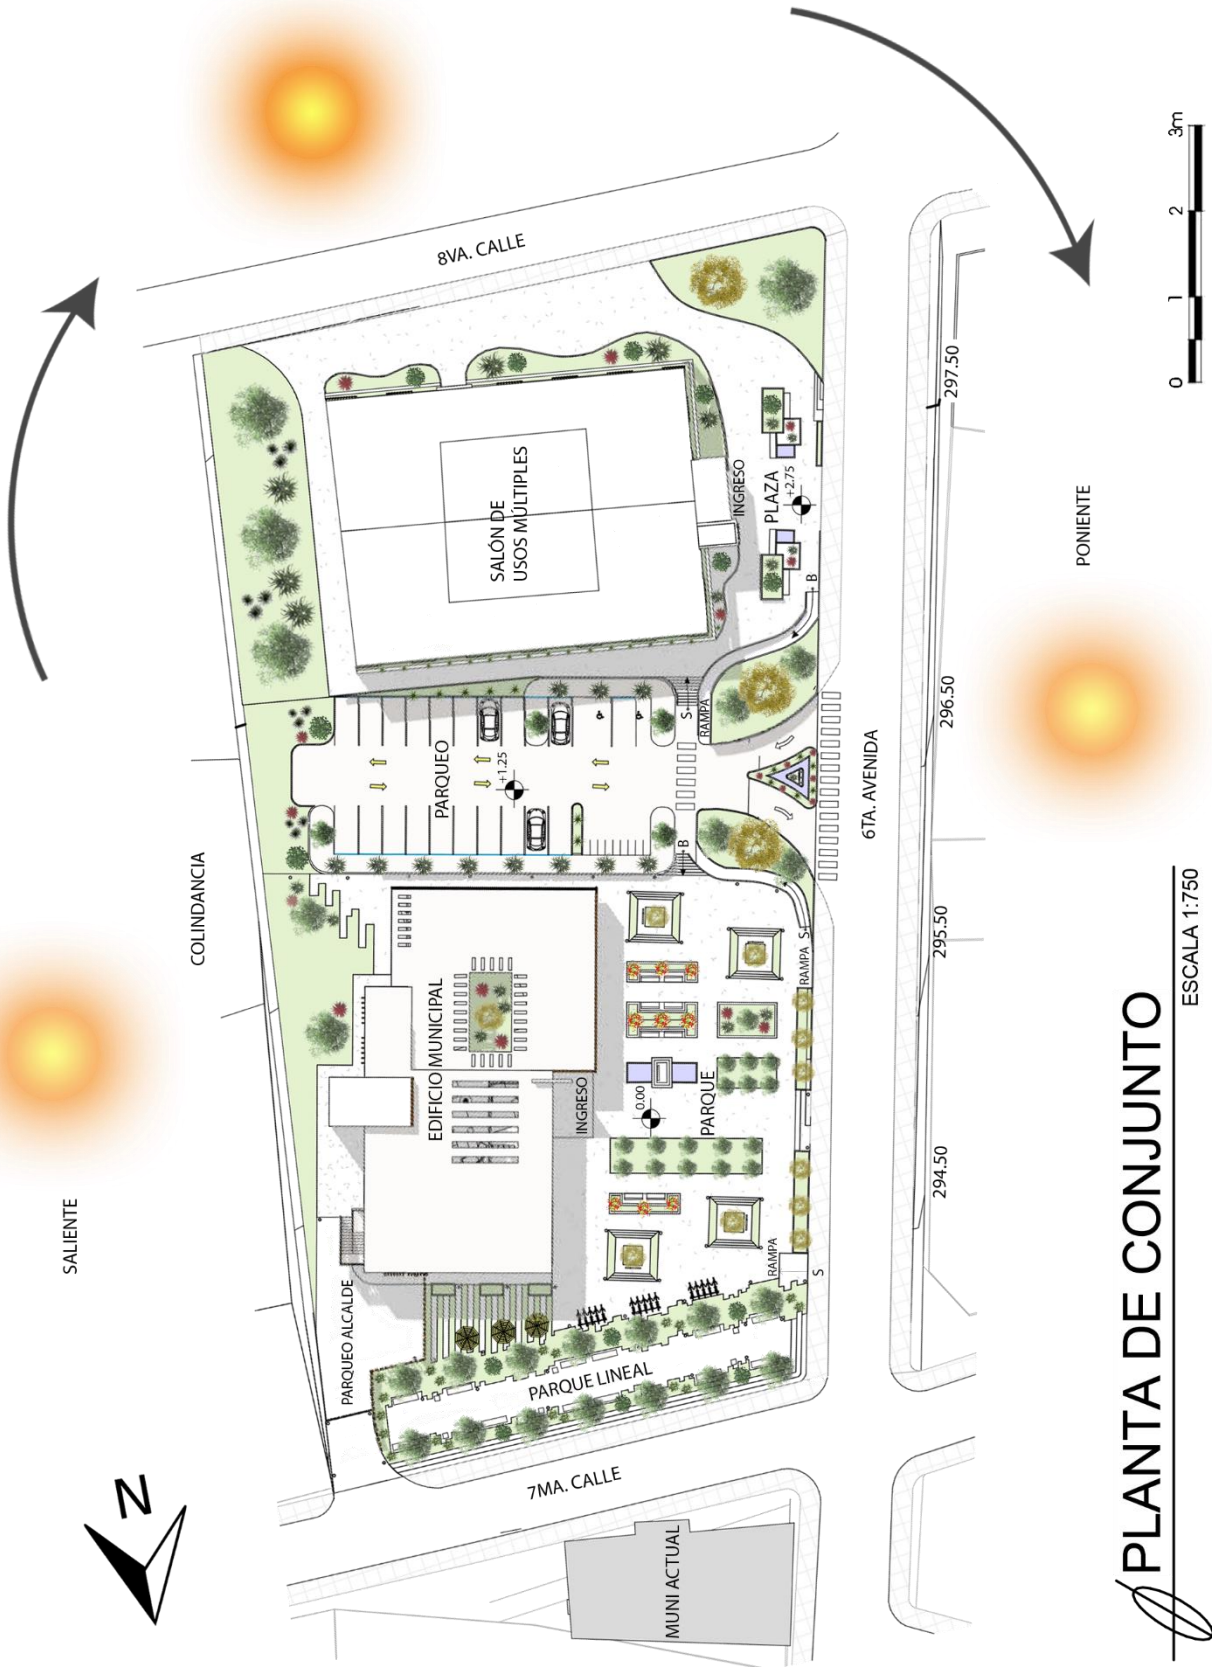 N
SALIENTE
COLINDANCIA
8VA. CALLE
SALÓN DE
USOS MÚLTIPLES
INGRESO
PLAZA
+2.75
B
S
RAMPA
PARQUEO
+1.25
B
EDIFICIO MUNICIPAL
INGRESO
0.00
PARQUE
RAMPA
S
RAMPA
S
PARQUEO ALCALDE
PARQUE LINEAL
7MA. CALLE
MUNI ACTUAL
6TA. AVENIDA
294.50
295.50
296.50
297.50
PONIENTE
PLANTA DE CONJUNTO
ESCALA 1:750
0 1 2 3m